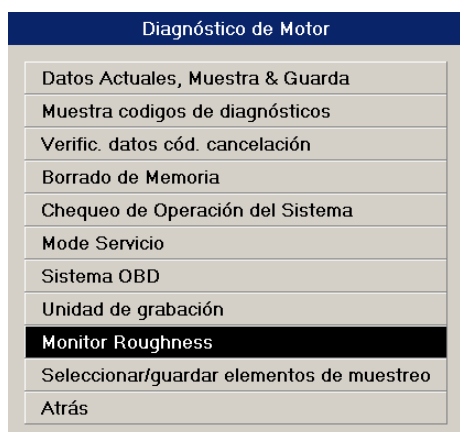 Diagnóstico de Motor
Datos Actuales, Muestra & Guarda
Muestra codigos de diagnósticos
Verific. datos cód. cancelación
Borrado de Memoria
Chequeo de Operación del Sistema
Mode Servicio
Sistema OBD
Unidad de grabación
Monitor Roughness
Seleccionar/guardar elementos de muestreo
Atrás